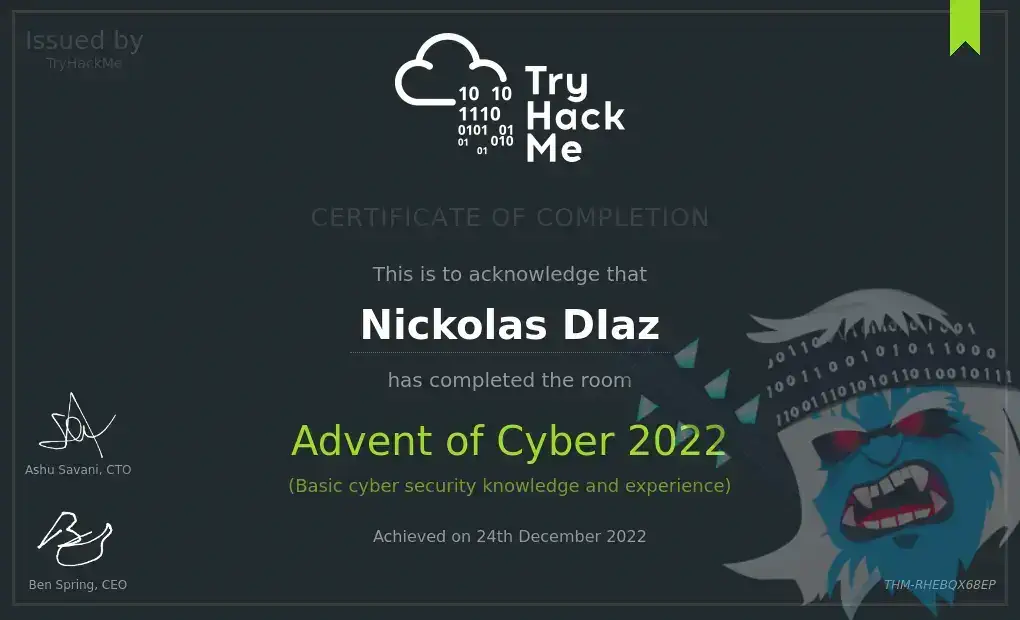 Issued by
TryHackMe
10 10
1110
0101 01
01 010
01
Try
Hack
Me
CERTIFICATE OF COMPLETION
This is to acknowledge that
Nickolas DIaz
has completed the room
Advent of Cyber 2022
(Basic cyber security knowledge and experience)
Achieved on 24th December 2022
Ashu Savani, CTO
Ben Spring, CEO
THM-RHEBQX68EP